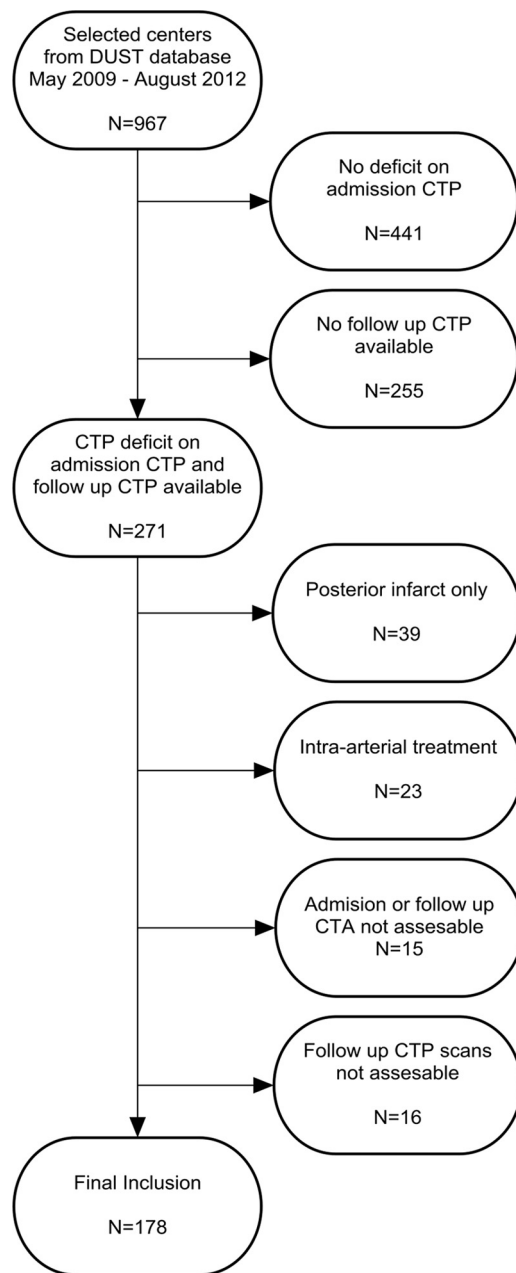 Selected centers
from DUST database
May 2009 - August 2012
N=967
No deficit on
admission CTP
N=441
No follow up CTP
available
N=255
CTP deficit on
admission CTP and
follow up CTP available
N=271
Posterior infarct only
N=39
Intra-arterial treatment
N=23
Admision or follow up
CTA not assesable
N=15
Follow up CTP scans
not assesable
N=16
Final Inclusion
N=178